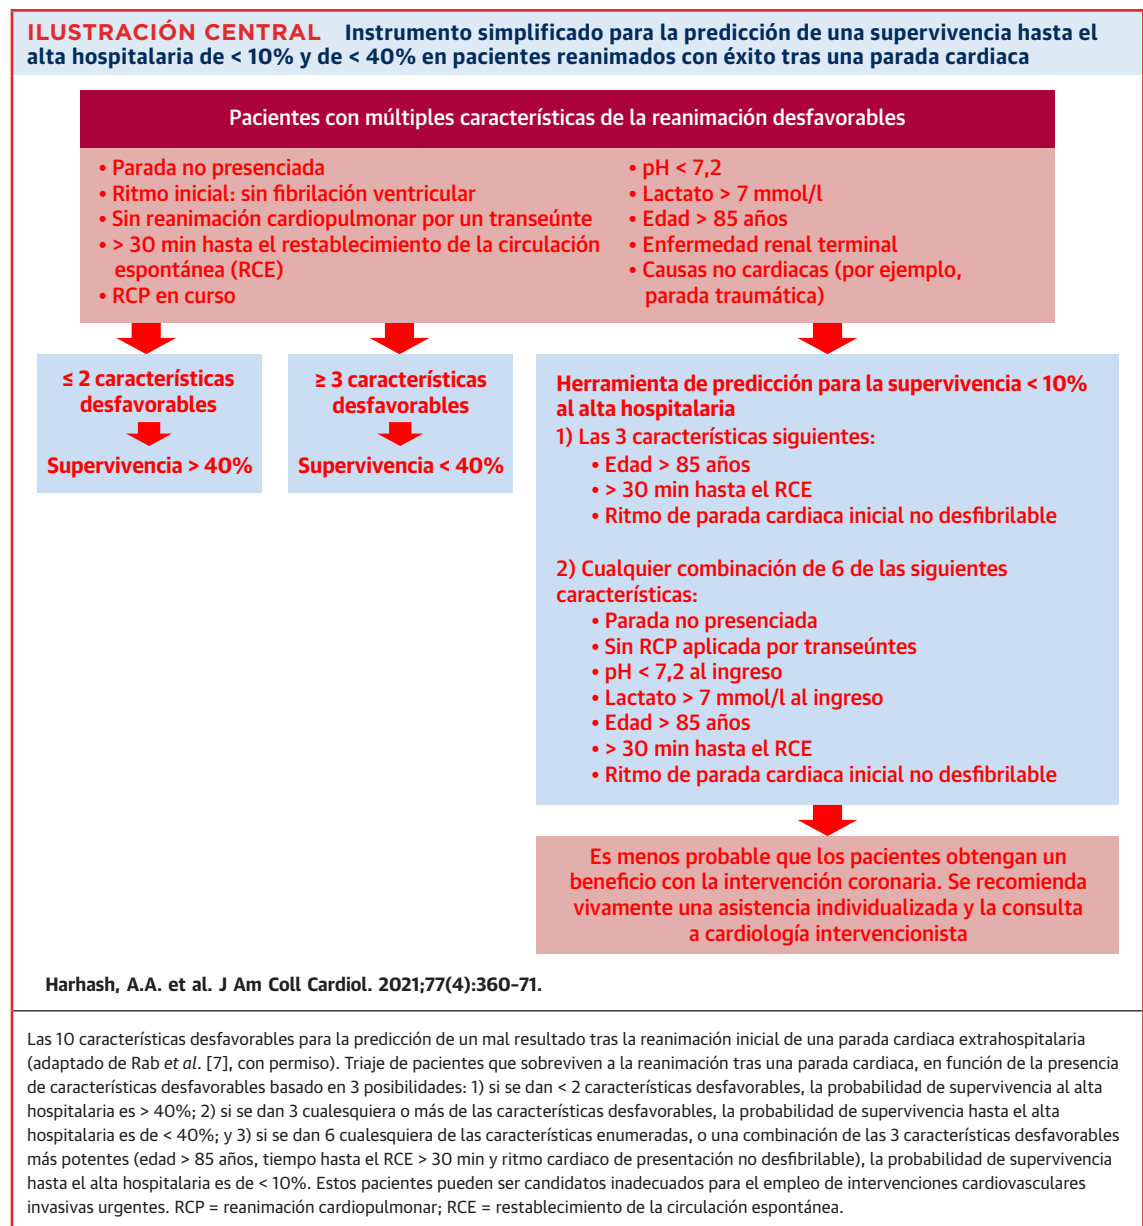 ILUSTRACIÓN CENTRAL Instrumento simplificado para la predicción de una supervivencia hasta el
alta hospitalaria de < 10% y de < 40% en pacientes reanimados con éxito tras una parada cardiaca
Pacientes con múltiples características de la reanimación desfavorables
• Parada no presenciada
• Ritmo inicial: sin fibrilación ventricular
• Sin reanimación cardiopulmonar por un transeúnte
• > 30 min hasta el restablecimiento de la circulación
espontánea (RCE)
• RCP en curso
• pH < 7,2
• Lactato > 7 mmol/l
• Edad > 85 años
• Enfermedad renal terminal
• Causas no cardiacas (por ejemplo,
parada traumática)
≤ 2 características
desfavorables
Supervivencia > 40%
≥ 3 características
desfavorables
Supervivencia < 40%
Herramienta de predicción para la supervivencia < 10%
al alta hospitalaria
1) Las 3 características siguientes:
• Edad > 85 años
• > 30 min hasta el RCE
• Ritmo de parada cardiaca inicial no desfibrilable
2) Cualquier combinación de 6 de las siguientes
características:
• Parada no presenciada
• Sin RCP aplicada por transeúntes
• pH < 7,2 al ingreso
• Lactato > 7 mmol/l al ingreso
• Edad > 85 años
• > 30 min hasta el RCE
• Ritmo de parada cardiaca inicial no desfibrilable
Es menos probable que los pacientes obtengan un
beneficio con la intervención coronaria. Se recomienda
vivamente una asistencia individualizada y la consulta
a cardiología intervencionista
Harhash, A.A. et al. J Am Coll Cardiol. 2021;77(4):360–71.
Las 10 características desfavorables para la predicción de un mal resultado tras la reanimación inicial de una parada cardiaca extrahospitalaria
(adaptado de Rab et al. [7], con permiso). Triaje de pacientes que sobreviven a la reanimación tras una parada cardiaca, en función de la presencia
de características desfavorables basado en 3 posibilidades: 1) si se dan < 2 características desfavorables, la probabilidad de supervivencia al alta
hospitalaria es > 40%; 2) si se dan 3 cualesquiera o más de las características desfavorables, la probabilidad de supervivencia hasta el alta
hospitalaria es de < 40%; y 3) si se dan 6 cualesquiera de las características enumeradas, o una combinación de las 3 características desfavorables
más potentes (edad > 85 años, tiempo hasta el RCE > 30 min y ritmo cardiaco de presentación no desfibrilable), la probabilidad de supervivencia
hasta el alta hospitalaria es de < 10%. Estos pacientes pueden ser candidatos inadecuados para el empleo de intervenciones cardiovasculares
invasivas urgentes. RCP = reanimación cardiopulmonar; RCE = restablecimiento de la circulación espontánea.